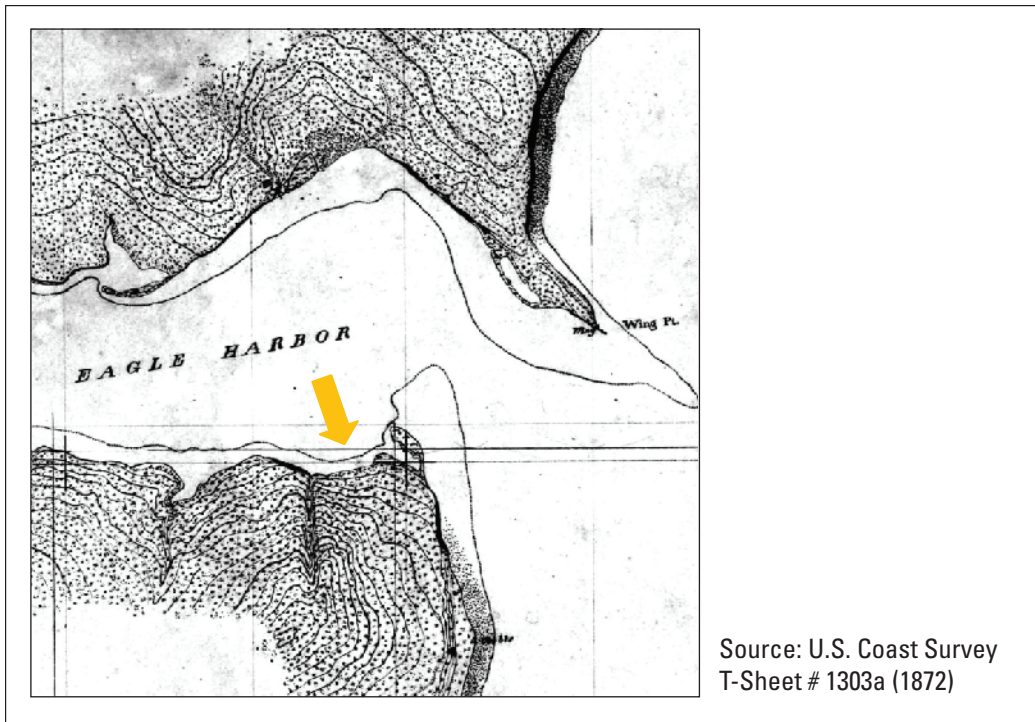 EAGLE HARBOR
Wing Pt.
Source: U.S. Coast Survey
T-Sheet # 1303a (1872)